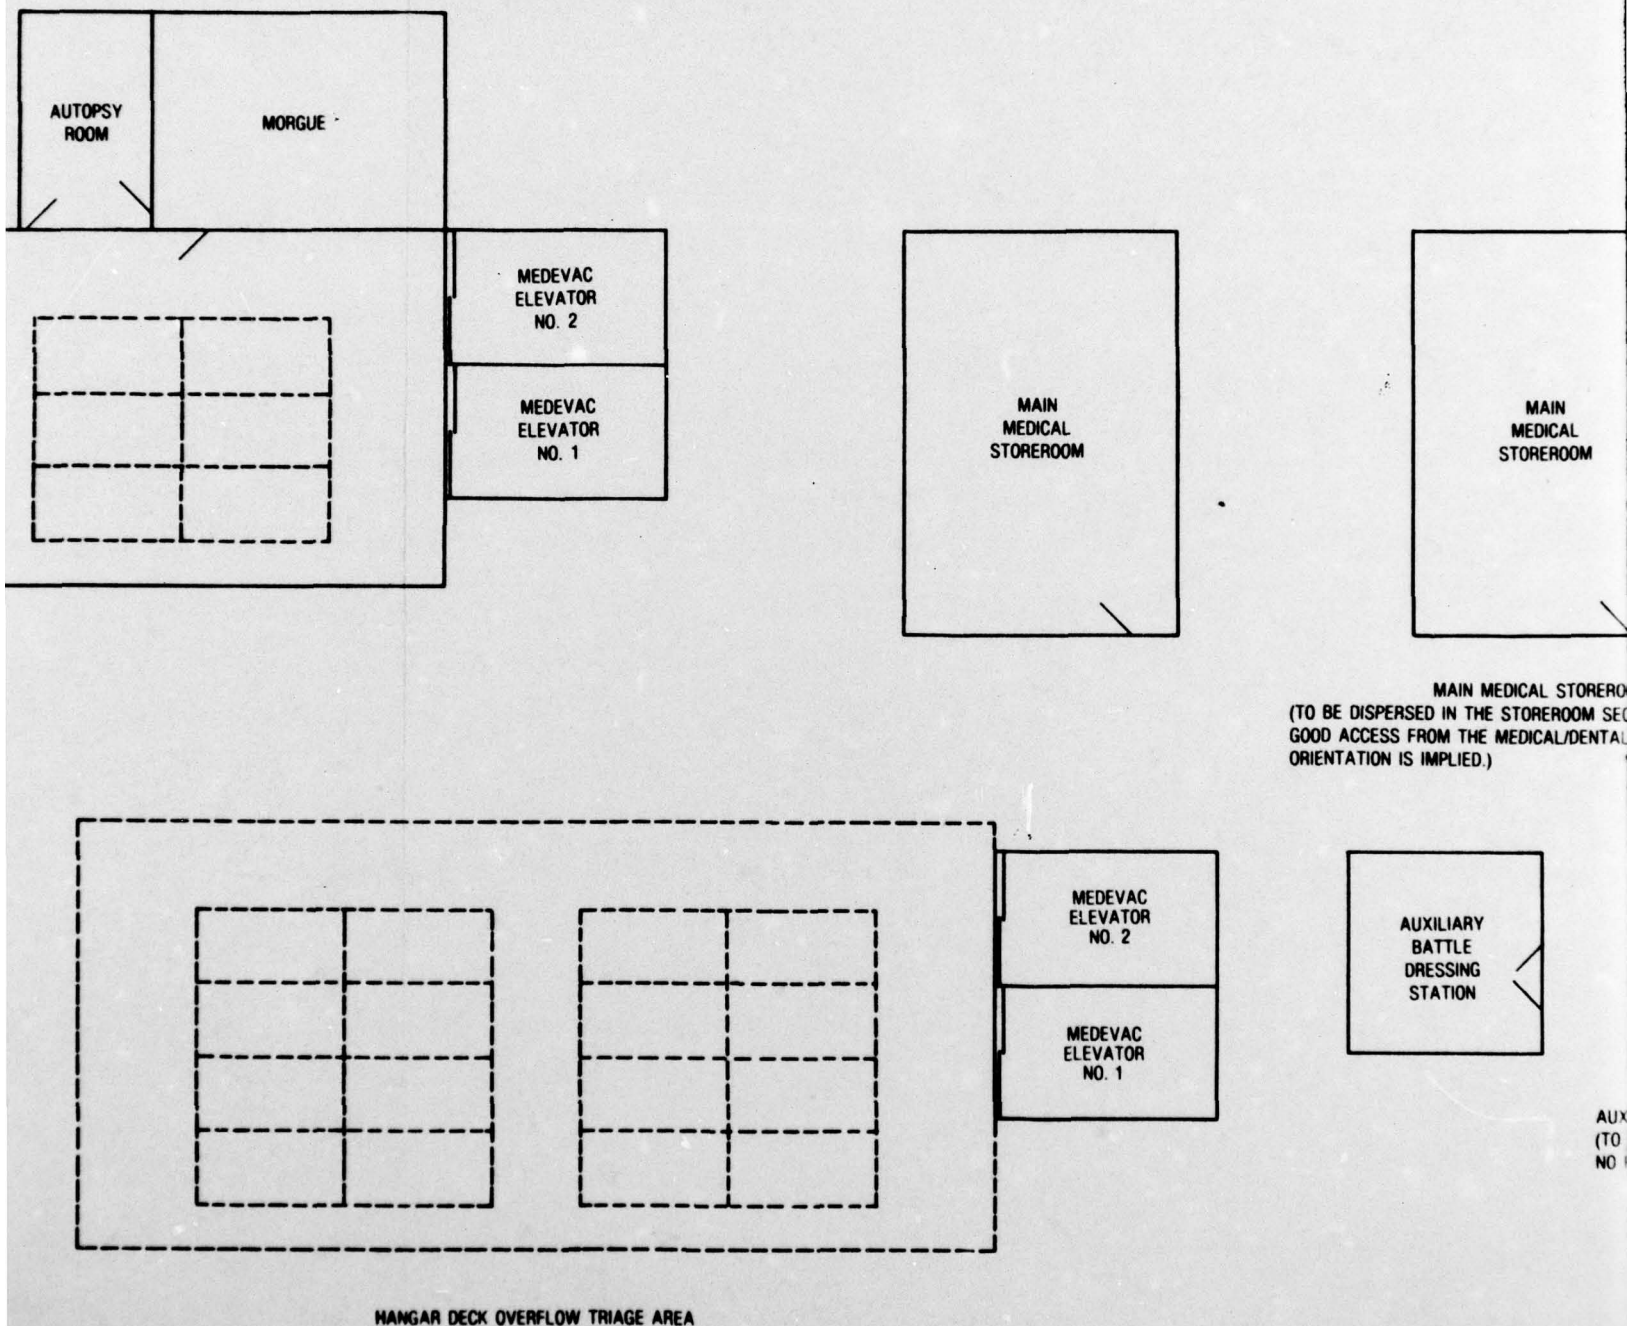 AUTOPSY
ROOM
MORGUE
MEDEVAC
ELEVATOR
NO. 2
MEDEVAC
ELEVATOR
NO. 1
MAIN
MEDICAL
STOREROOM
MAIN
MEDICAL
STOREROOM
MAIN MEDICAL
(TO BE DISPERSED IN THE STOREROOM
GOOD ACCESS FROM THE
ORIENTATION IS IMPLIED.)
MEDEVAC
ELEVATOR
NO. 2
MEDEVAC
ELEVATOR
NO. 1
AUXILIARY
BATTLE
DRESSING
STATION
(TO
NO
HANGAR DECK OVERFLOW TRIAGE AREA